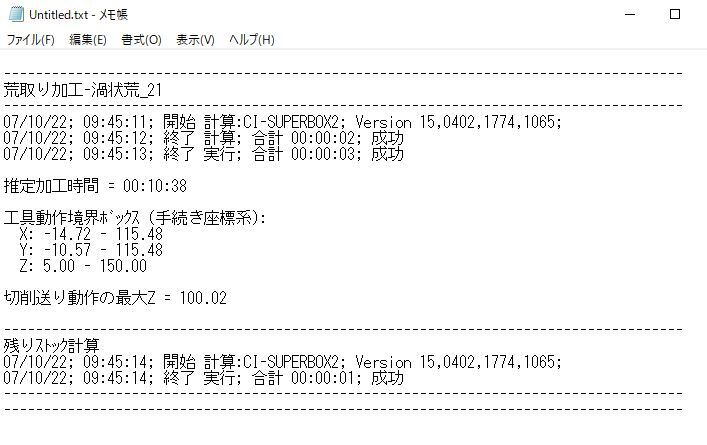 Untitled.txt - メモ帳
ファイル(F) 編集(E) 書式(O) 表示(V) ヘルプ(H)
--------------------------------------------------------------------------------------
荒取り加工-渦状荒_21
--------------------------------------------------------------------------------------
07/10/22; 09:45:11; 開始 計算:CI-SUPERBOX2; Version 15,0402,1774,1065;
07/10/22; 09:45:12; 終了 計算; 合計 00:00:02; 成功
07/10/22; 09:45:13; 終了 実行; 合計 00:00:03; 成功
推定加工時間 = 00:10:38
工具動作境界ﾎﾞｯｸｽ (手続き座標系):
X: -14.72 - 115.48
Y: -10.57 - 115.48
Z: 5.00 - 150.00
切削送り動作の最大Z = 100.02
--------------------------------------------------------------------------------------
残りｽﾄｯｸ計算
07/10/22; 09:45:14; 開始 計算:CI-SUPERBOX2; Version 15,0402,1774,1065;
07/10/22; 09:45:14; 終了 実行; 合計 00:00:01; 成功
--------------------------------------------------------------------------------------
--------------------------------------------------------------------------------------